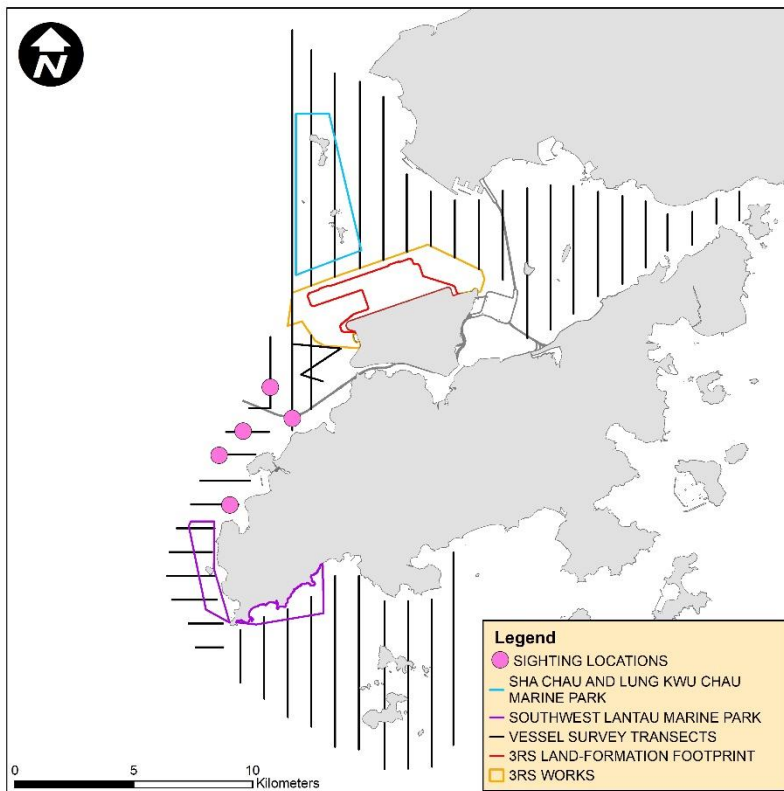 N
Legend
SIGHTING LOCATIONS
SHA CHAU AND LUNG KWU CHAU
MARINE PARK
SOUTHWEST LANTAU MARINE PARK
VESSEL SURVEY TRANSECTS
3RS LAND-FORMATION FOOTPRINT
3RS WORKS
0 5 10
Kilometers